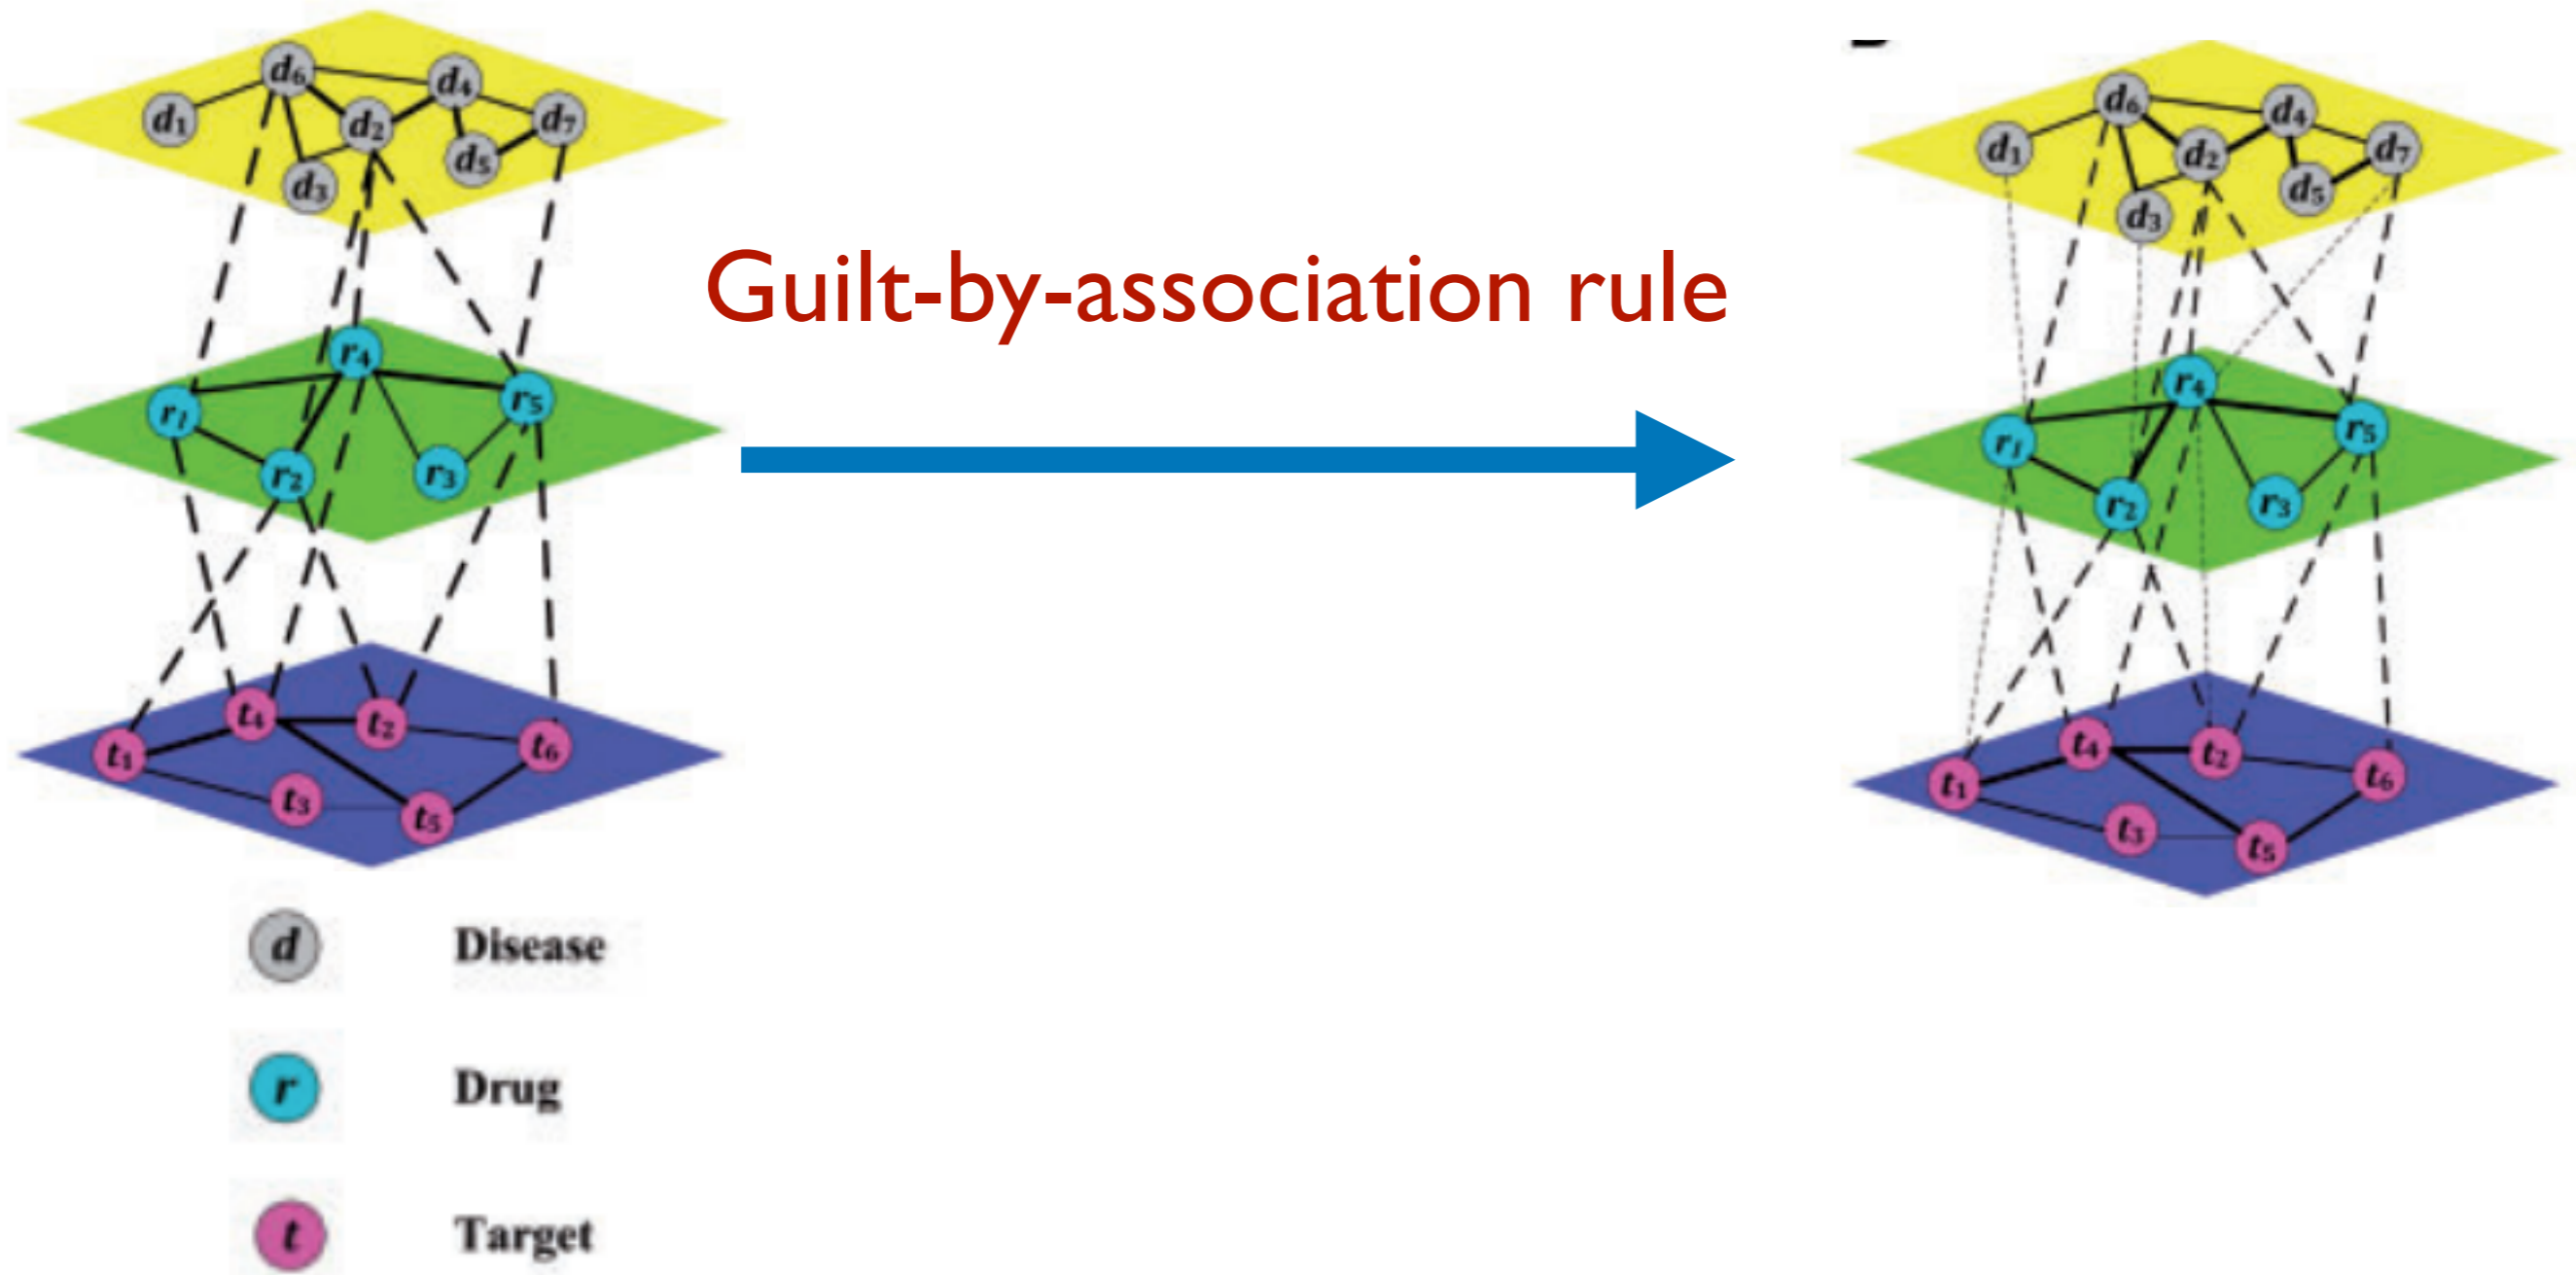 d6
d4
d1
d2
d7
d5
d3
r4
r1
r5
r2
r3
t4
t2
t1
t6
t3
t5
Guilt-by-association rule
d6
d4
d1
d2
d7
d5
d3
r4
r1
r5
r2
r3
t4
t2
t1
t6
t3
t5
d Disease
r Drug
t Target